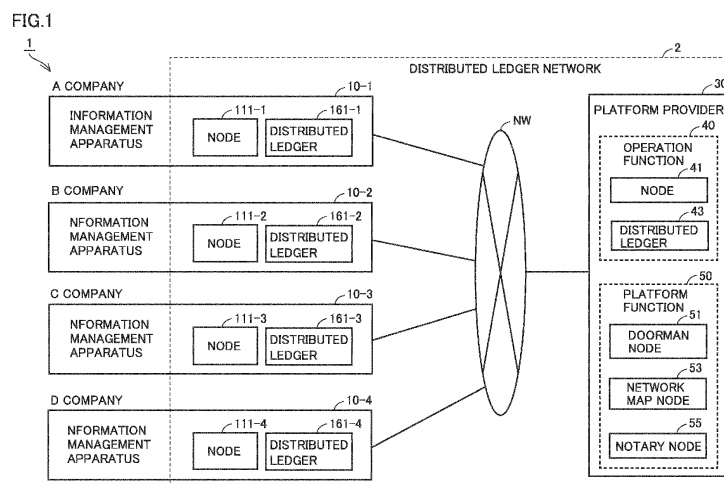 FIG.1
1
2
DISTRIBUTED LEDGER NETWORK
A COMPANY
10-1
INFORMATION
MANAGEMENT
APPARATUS
111-1
NODE
161-1
DISTRIBUTED
LEDGER
B COMPANY
10-2
NFORMATION
MANAGEMENT
APPARATUS
111-2
NODE
161-2
DISTRIBUTED
LEDGER
C COMPANY
10-3
NFORMATION
MANAGEMENT
APPARATUS
111-3
NODE
161-3
DISTRIBUTED
LEDGER
D COMPANY
10-4
NFORMATION
MANAGEMENT
APPARATUS
111-4
NODE
161-4
DISTRIBUTED
LEDGER
NW
30
PLATFORM PROVIDER
40
OPERATION
FUNCTION
41
NODE
43
DISTRIBUTED
LEDGER
50
PLATFORM
FUNCTION
51
DOORMAN
NODE
53
NETWORK
MAP NODE
55
NOTARY NODE